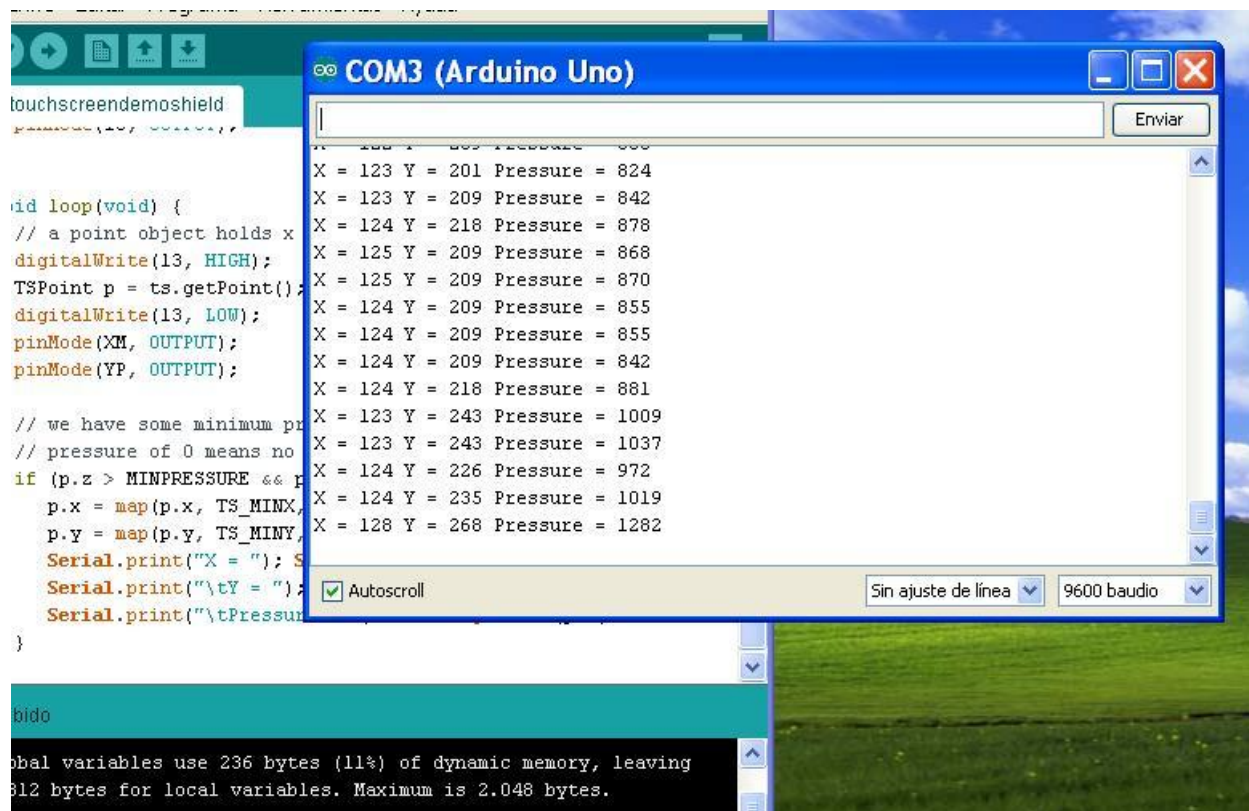 COM3 (Arduino Uno)
Enviar
touchscreendemoshield
X = 123 Y = 201 Pressure = 824
X = 123 Y = 209 Pressure = 842
X = 124 Y = 218 Pressure = 878
X = 125 Y = 209 Pressure = 868
X = 125 Y = 209 Pressure = 870
X = 124 Y = 209 Pressure = 855
X = 124 Y = 209 Pressure = 855
X = 124 Y = 209 Pressure = 842
X = 124 Y = 218 Pressure = 881
X = 123 Y = 243 Pressure = 1009
X = 123 Y = 243 Pressure = 1037
X = 124 Y = 226 Pressure = 972
X = 124 Y = 235 Pressure = 1019
X = 128 Y = 268 Pressure = 1282
Autoscroll
Sin ajuste de línea
9600 baudio
id loop(void) {
// a point object holds x
digitalWrite(13, HIGH);
TSPoint p = ts.getPoint();
digitalWrite(13, LOW);
pinMode(XM, OUTPUT);
pinMode(YP, OUTPUT);
// we have some minimum pr
// pressure of 0 means no
if (p.z > MINPRESSURE && p
p.x = map(p.x, TS_MINX,
p.y = map(p.y, TS_MINY,
Serial.print("X = "); S
Serial.print("\tY = ");
Serial.print("\tPressur
}
bido
obal variables use 236 bytes (11%) of dynamic memory, leaving
812 bytes for local variables. Maximum is 2.048 bytes.